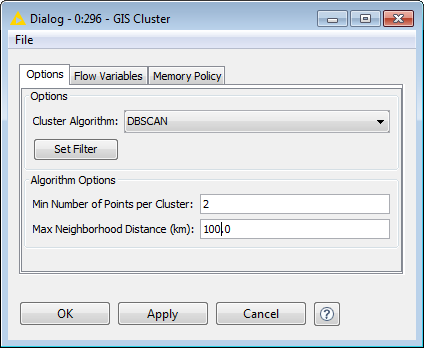 Dialog - 0:296 - GIS Cluster
File
Options Flow Variables Memory Policy
Options
Cluster Algorithm: DBSCAN
Set Filter
Algorithm Options
Min Number of Points per Cluster: 2
Max Neighborhood Distance (km): 100.0
OK Apply Cancel ?